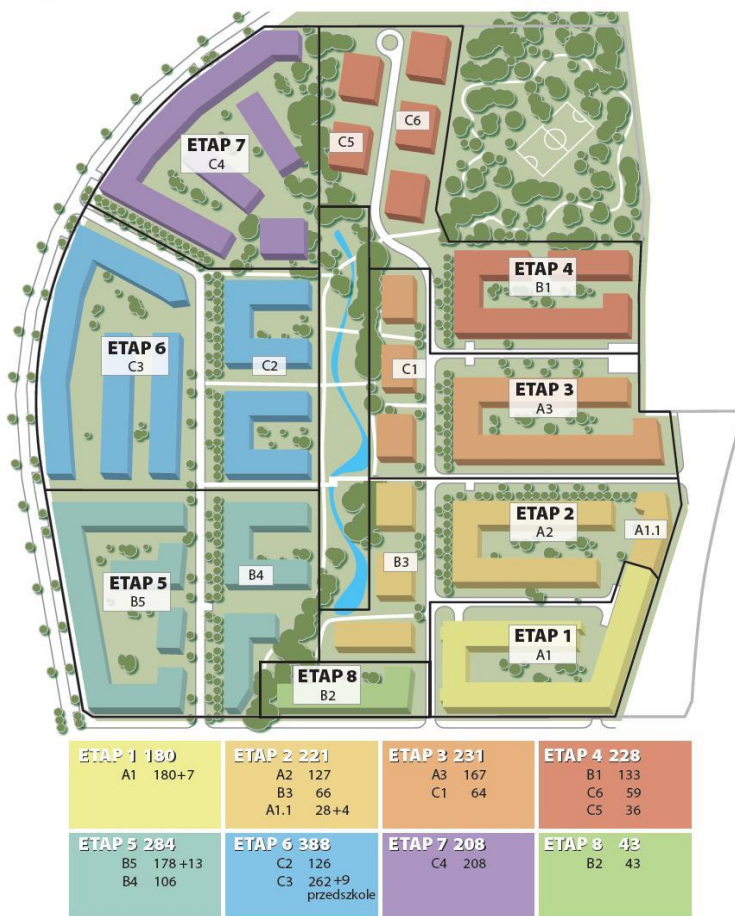 ETAP 7
C4
C5
C6
ETAP 4
B1
ETAP 6
C3
C2
C1
ETAP 3
A3
ETAP 2
A2
A1.1
ETAP 5
B5
B4
B3
ETAP 1
A1
ETAP 8
B2
ETAP 1 180
A1 180+7
ETAP 2 221
A2 127
B3 66
A1.1 28+4
ETAP 3 231
A3 167
C1 64
ETAP 4 228
B1 133
C6 59
C5 36
ETAP 5 284
B5 178+13
B4 106
ETAP 6 388
C2 126
C3 262+9
przedszkole
ETAP 7 208
C4 208
ETAP 8 43
B2 43